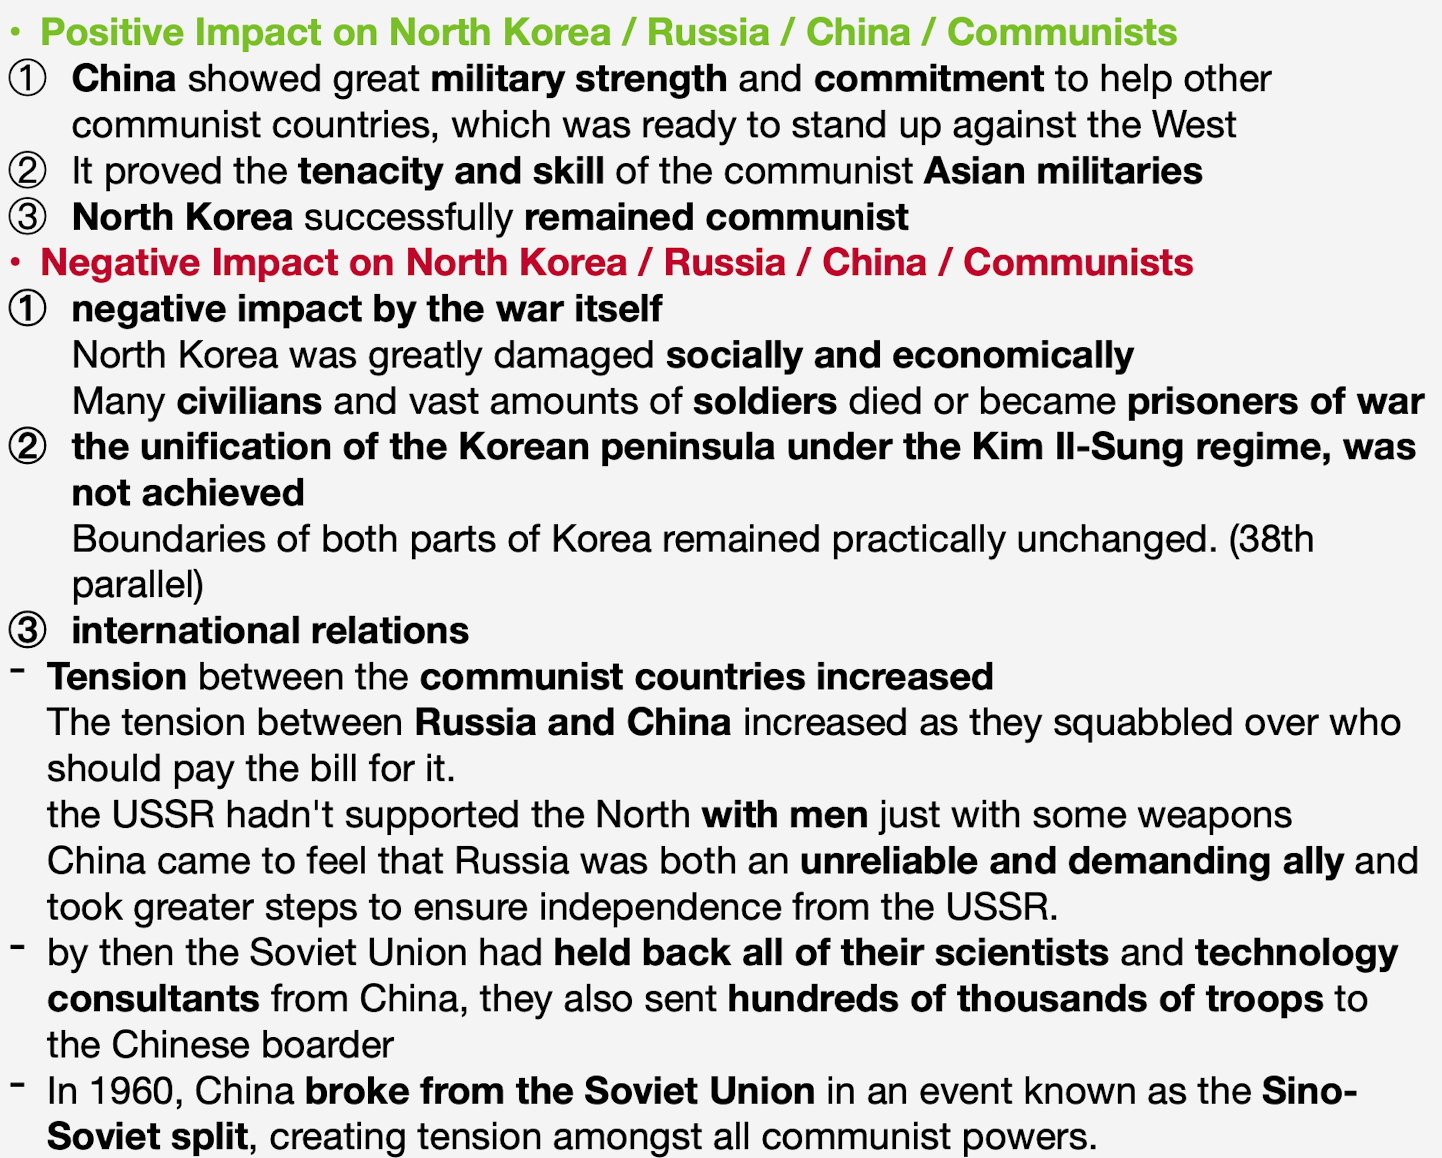 • Positive Impact on North Korea / Russia / China / Communists
① China showed great military strength and commitment to help other
communist countries, which was ready to stand up against the West
② It proved the tenacity and skill of the communist Asian militaries
③ North Korea successfully remained communist
• Negative Impact on North Korea / Russia / China / Communists
① negative impact by the war itself
North Korea was greatly damaged socially and economically
Many civilians and vast amounts of soldiers died or became prisoners of war
② the unification of the Korean peninsula under the Kim Il-Sung regime, was
not achieved
Boundaries of both parts of Korea remained practically unchanged. (38th
parallel)
③ international relations
- Tension between the communist countries increased
The tension between Russia and China increased as they squabbled over who
should pay the bill for it.
the USSR hadn't supported the North with men just with some weapons
China came to feel that Russia was both an unreliable and demanding ally and
took greater steps to ensure independence from the USSR.
- by then the Soviet Union had held back all of their scientists and technology
consultants from China, they also sent hundreds of thousands of troops to
the Chinese boarder
- In 1960, China broke from the Soviet Union in an event known as the Sino-
Soviet split, creating tension amongst all communist powers.